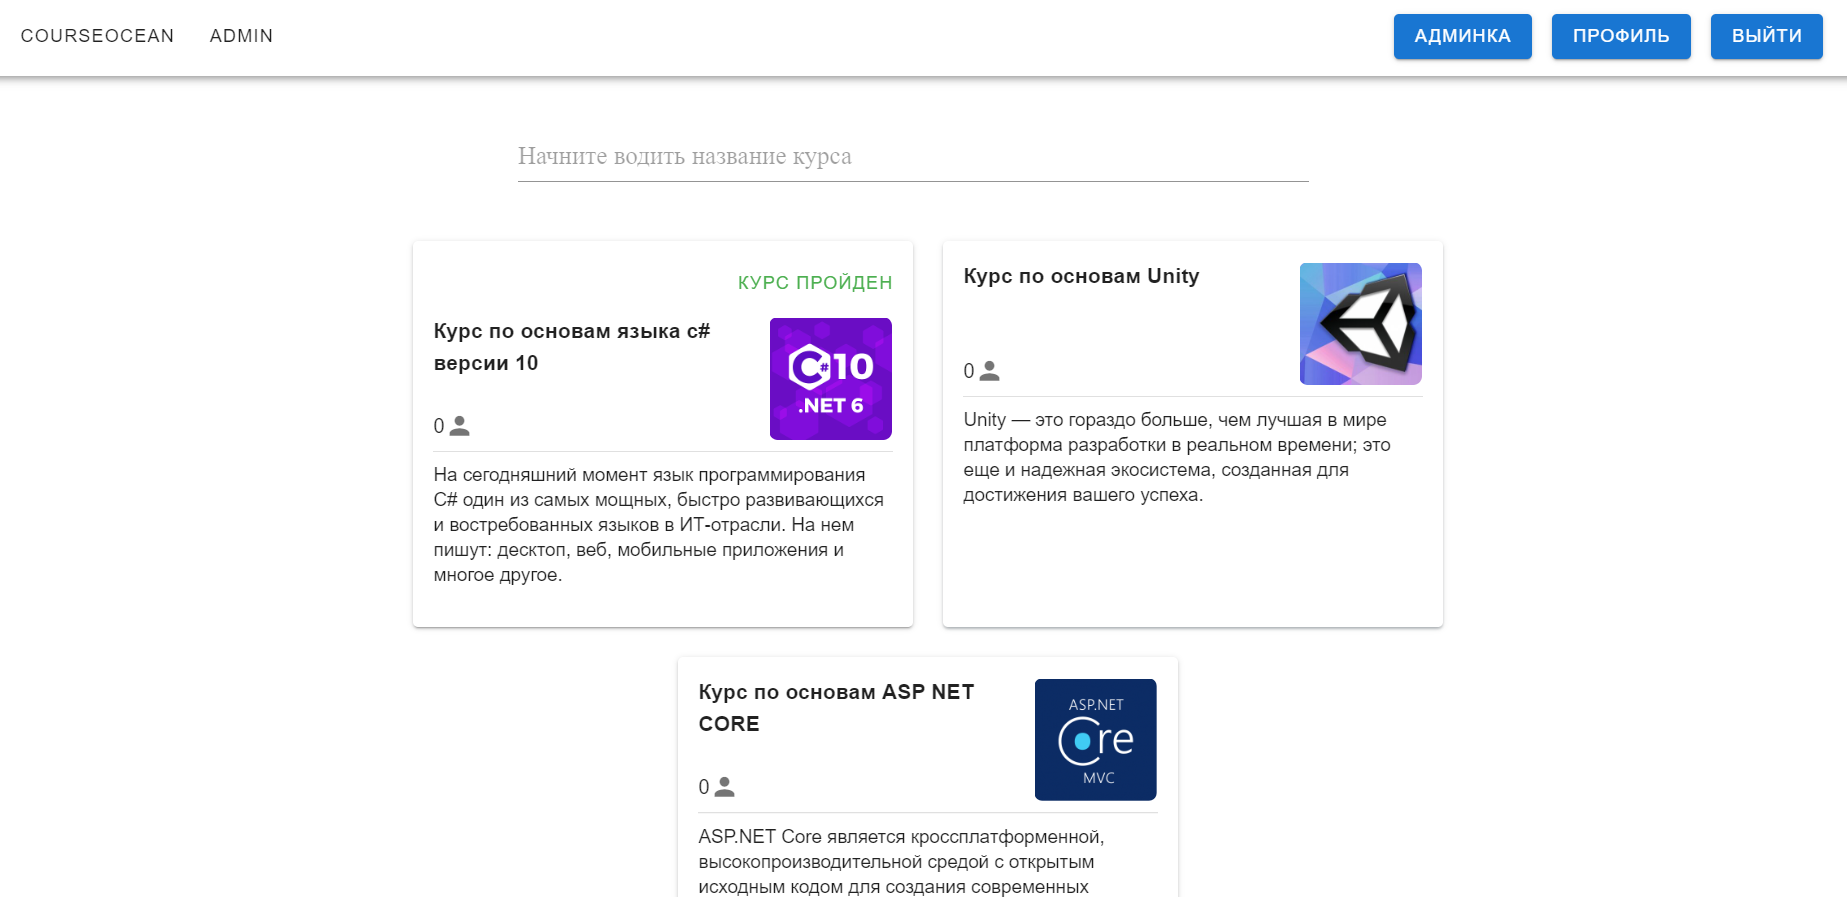 COURSEOCEAN ADMIN АДМИНКА ПРОФИЛЬ ВЫЙТИ
Начните водить название курса
КУРС ПРОЙДЕН
Курс по основам языка c#
версии 10
C#10
.NET 6
0
На сегодняшний момент язык программирования
C# один из самых мощных, быстро развивающихся
и востребованных языков в ИТ-отрасли. На нем
пишут: десктоп, веб, мобильные приложения и
многое другое.
Курс по основам Unity
0
Unity — это гораздо больше, чем лучшая в мире
платформа разработки в реальном времени; это
еще и надежная экосистема, созданная для
достижения вашего успеха.
Курс по основам ASP NET
CORE
ASP.NET
Core
MVC
0
ASP.NET Core является кроссплатформенной,
высокопроизводительной средой с открытым
исходным кодом для создания современных